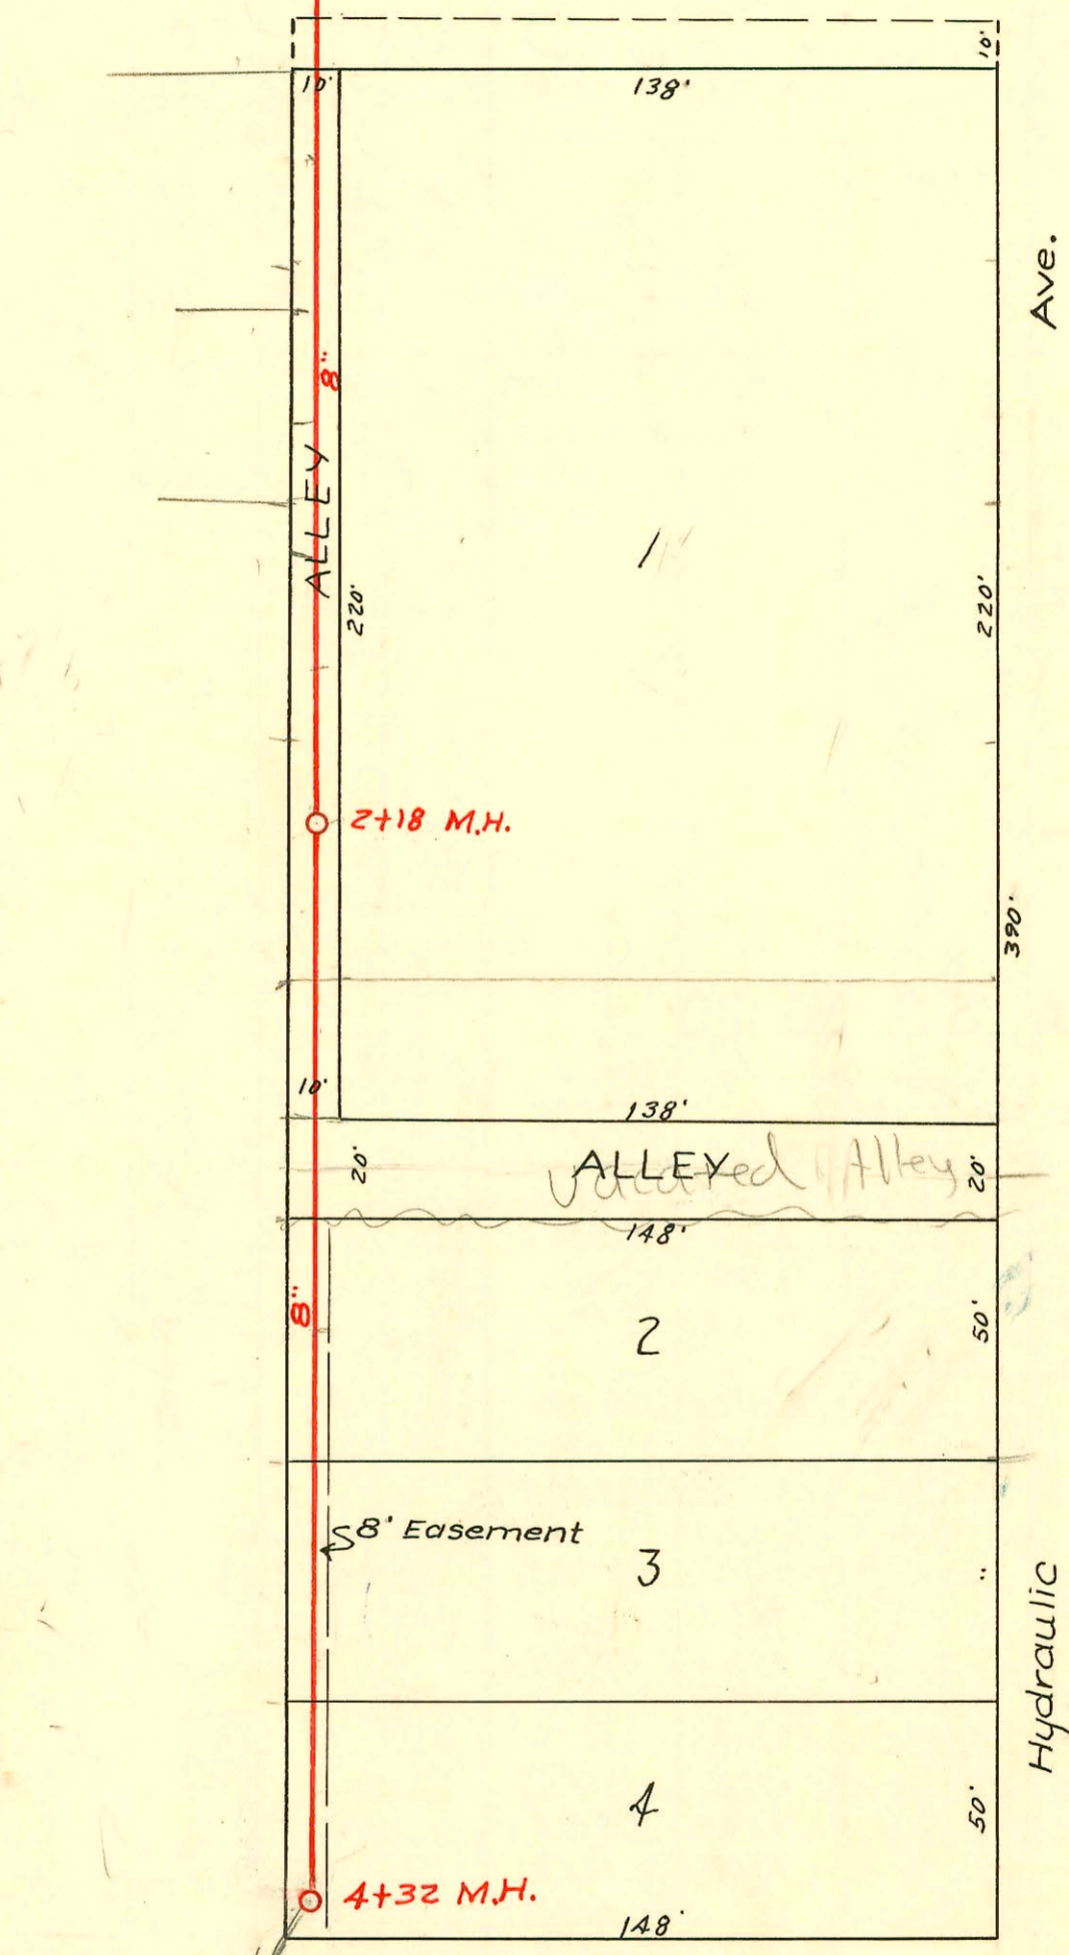 10'
10'
138'
Ave.
8"
ALLEY
1
220'
220'
2+18 M.H.
390'
10'
138'
20'
ALLEY
vacated Alley
20'
148'
8"
2
50'
8' Easement
3
"
Hydraulic
4
50'
4+32 M.H.
148'